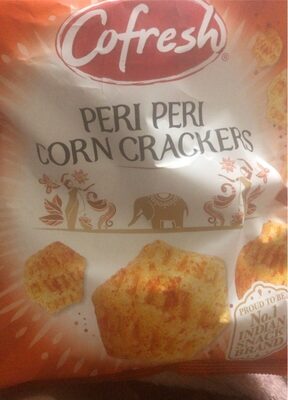 Cofresh®
PERI PERI
CORN CRACKERS
PROUD TO BE
No.1
INDIAN
SNACK
BRAND